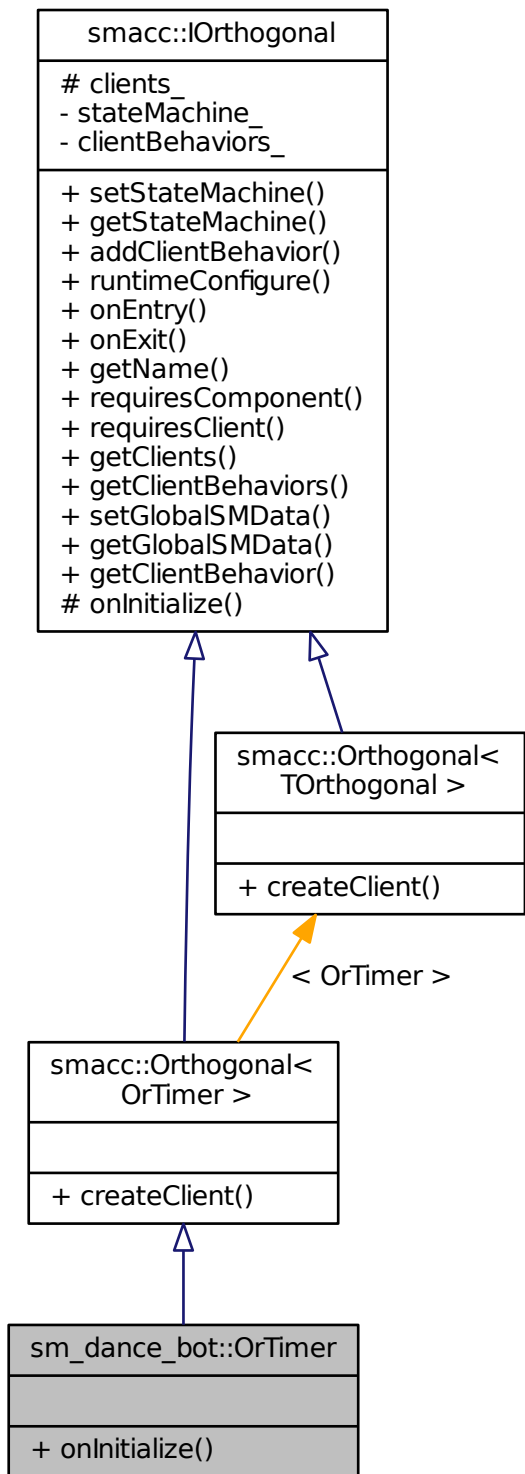 smacc::IOrthogonal
# clients_
- stateMachine_
- clientBehaviors_
+ setStateMachine()
+ getStateMachine()
+ addClientBehavior()
+ runtimeConfigure()
+ onEntry()
+ onExit()
+ getName()
+ requiresComponent()
+ requiresClient()
+ getClients()
+ getClientBehaviors()
+ setGlobalSMData()
+ getGlobalSMData()
+ getClientBehavior()
# onInitialize()
smacc::Orthogonal<
TOrthogonal >
+ createClient()
< OrTimer >
smacc::Orthogonal<
OrTimer >
+ createClient()
sm_dance_bot::OrTimer
+ onInitialize()